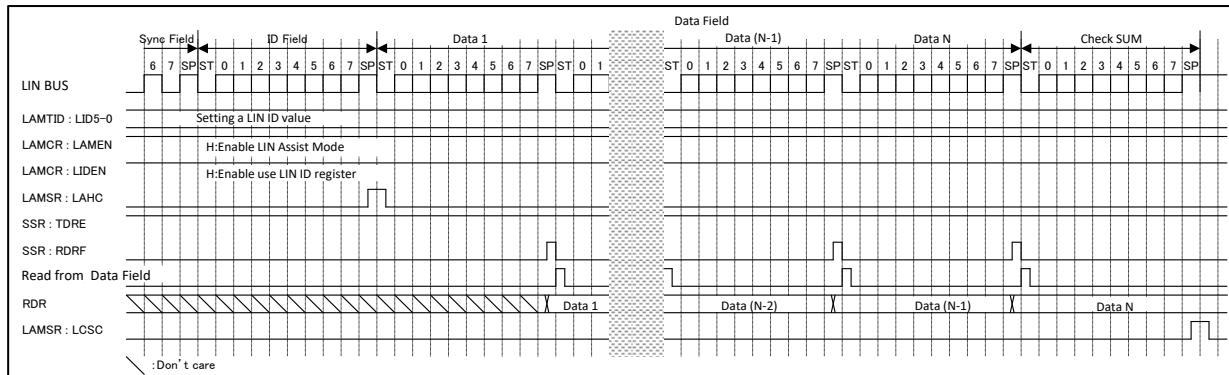 Data Field
Sync Field ID Field Data 1 Data (N-1) Data N Check SUM
6 7 SP ST 0 1 2 3 4 5 6 7 SP ST 0 1 2 3 4 5 6 7 SP ST 0 1 ST 0 1 2 3 4 5 6 7 SP ST 0 1 2 3 4 5 6 7 SP ST 0 1 2 3 4 5 6 7 SP
LIN BUS
LAMTID : LID5-0 Setting a LIN ID value
LAMCR : LAMEN H:Enable LIN Assist Mode
LAMCR : LIDEN H:Enable use LIN ID register
LAMSR : LAHC
SSR : TDRE
SSR : RDRF
Read from Data Field
RDR Data 1 Data (N-2) Data (N-1) Data N
LAMSR : LCSC
:Don't care